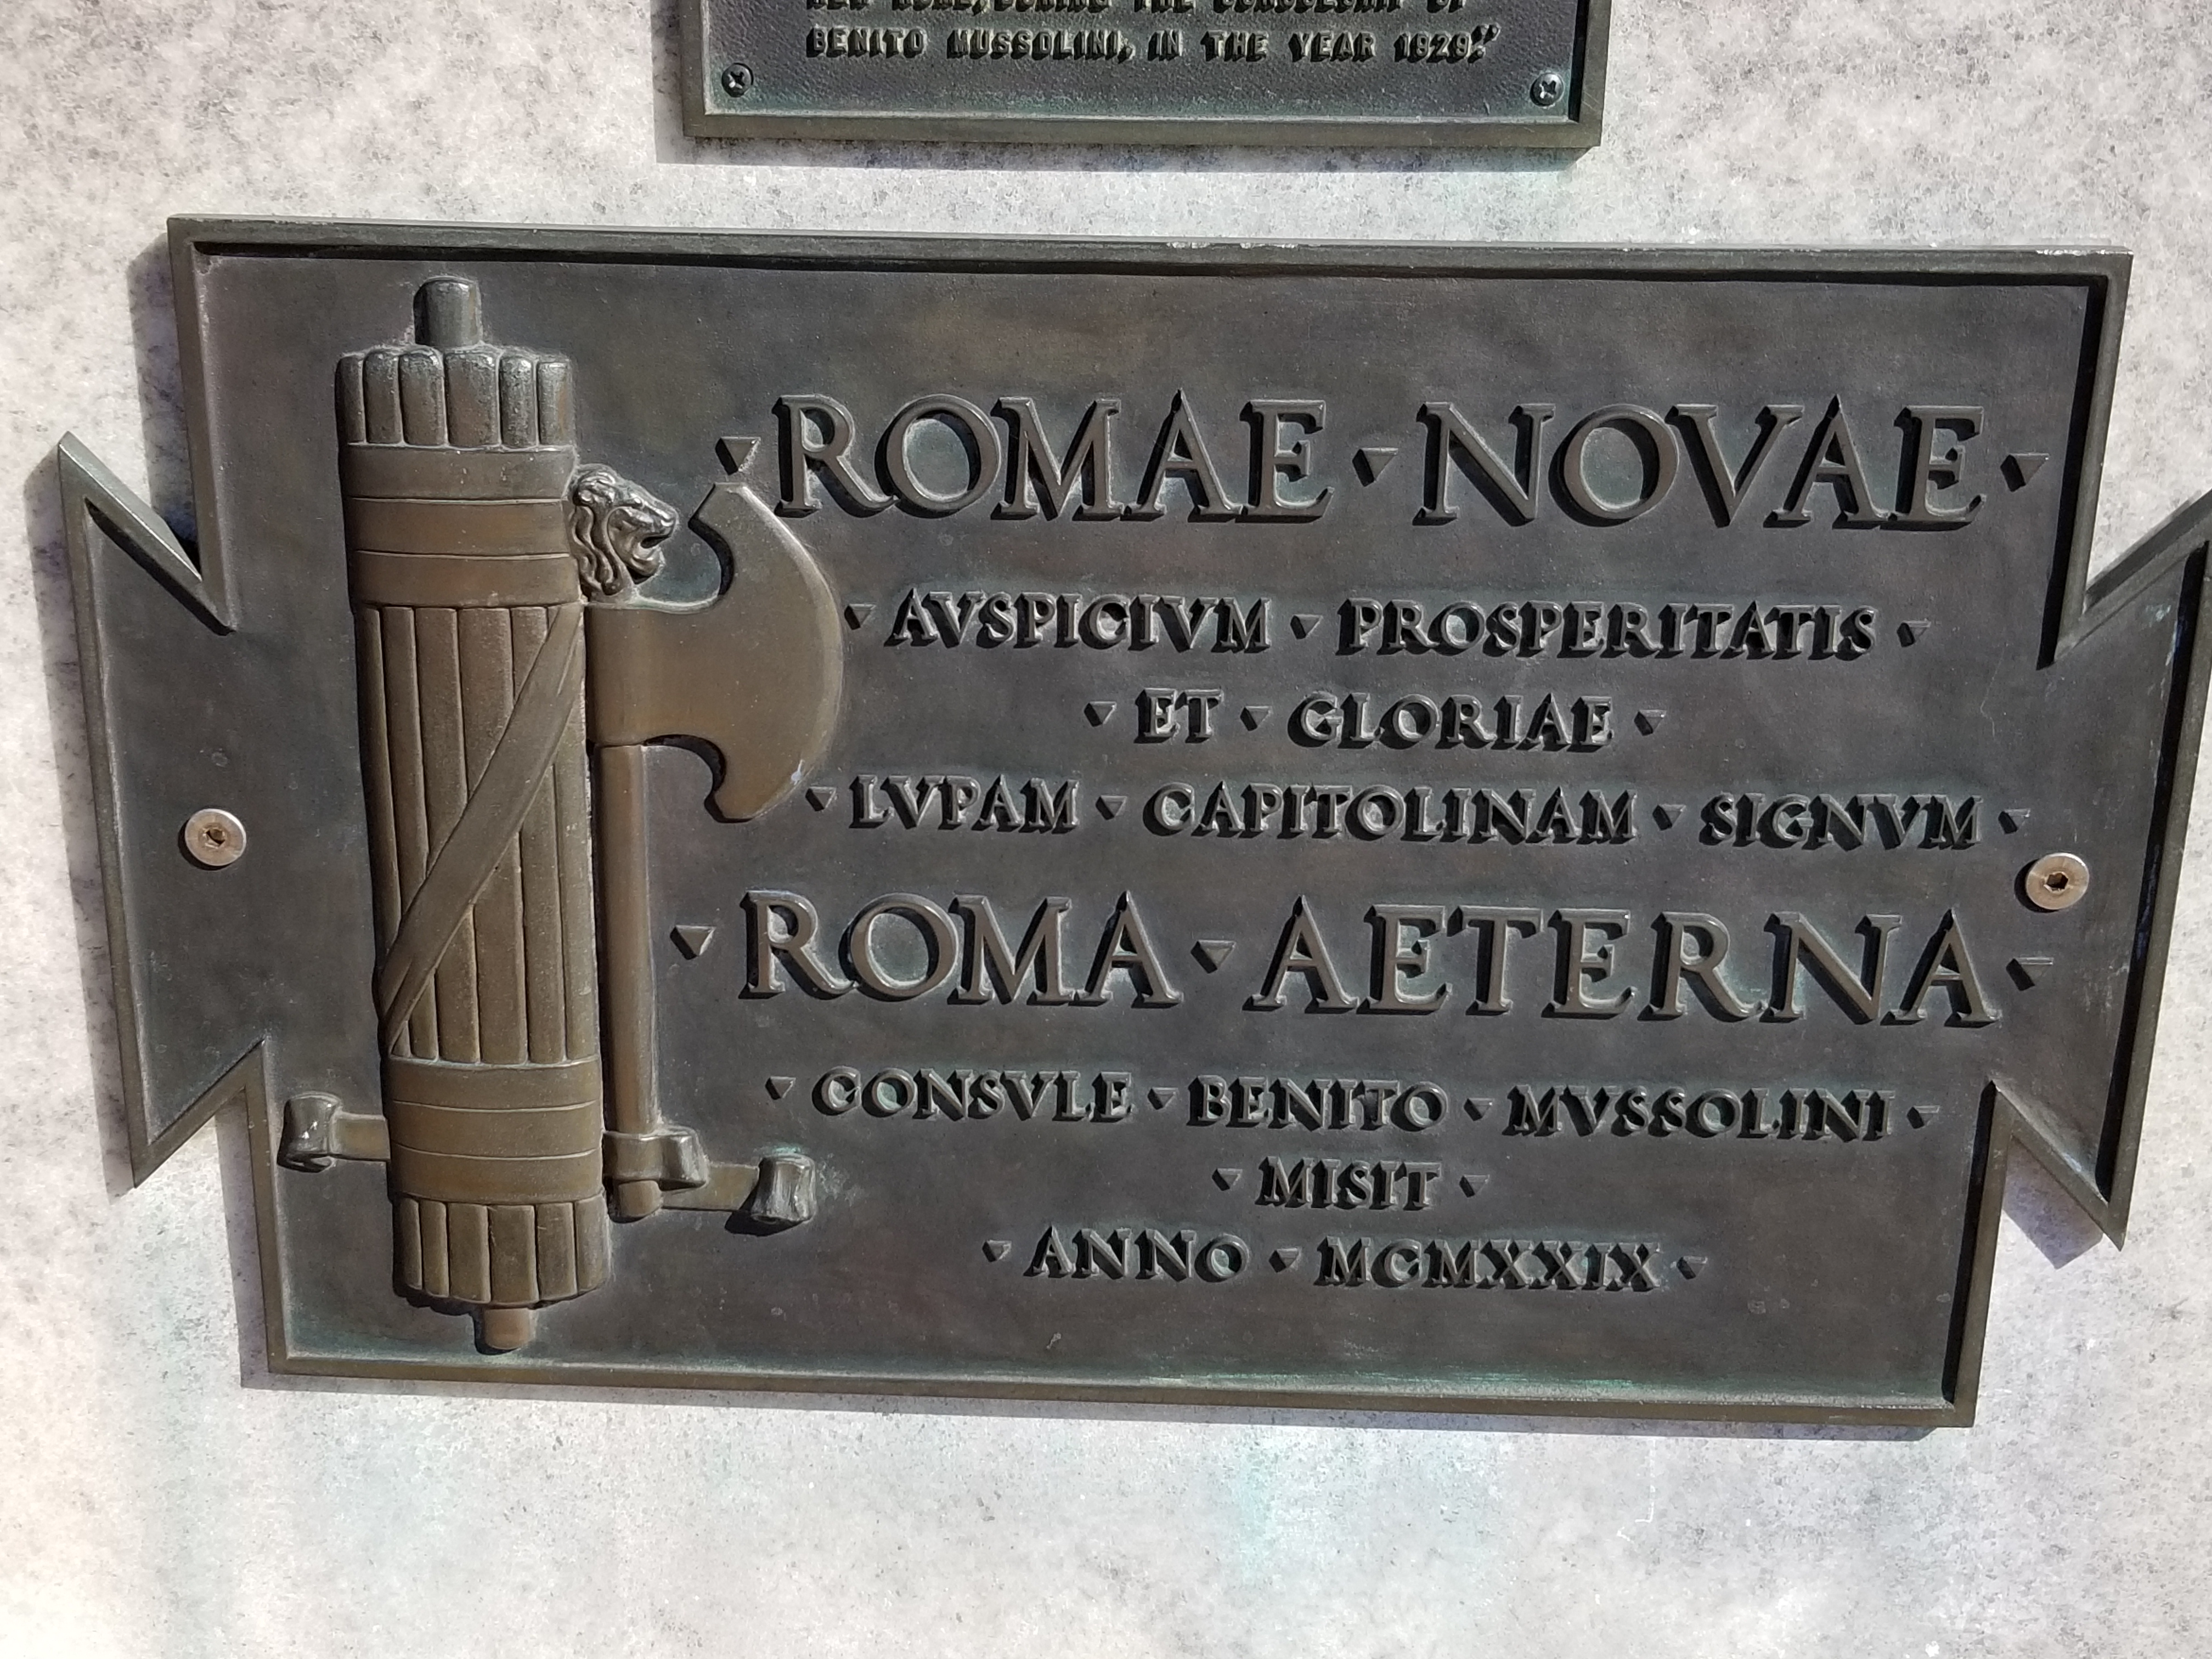 BENITO MUSSOLINI, IN THE YEAR 1929."
ROMAE · NOVAE
AVSPICIVM · PROSPERITATIS
ET · GLORIAE
LVPAM · CAPITOLINAM · SIGNVM
ROMA · AETERNA
CONSVLE · BENITO · MVSSOLINI
MISIT
ANNO · MCMXXIX